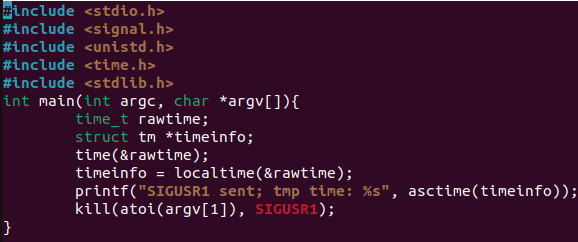 #include <stdio.h>
#include <signal.h>
#include <unistd.h>
#include <time.h>
#include <stdlib.h>
int main(int argc, char *argv[]){
        time_t rawtime;
        struct tm *timeinfo;
        time(&rawtime);
        timeinfo = localtime(&rawtime);
        printf("SIGUSR1 sent; tmp time: %s", asctime(timeinfo));
        kill(atoi(argv[1]), SIGUSR1);
}